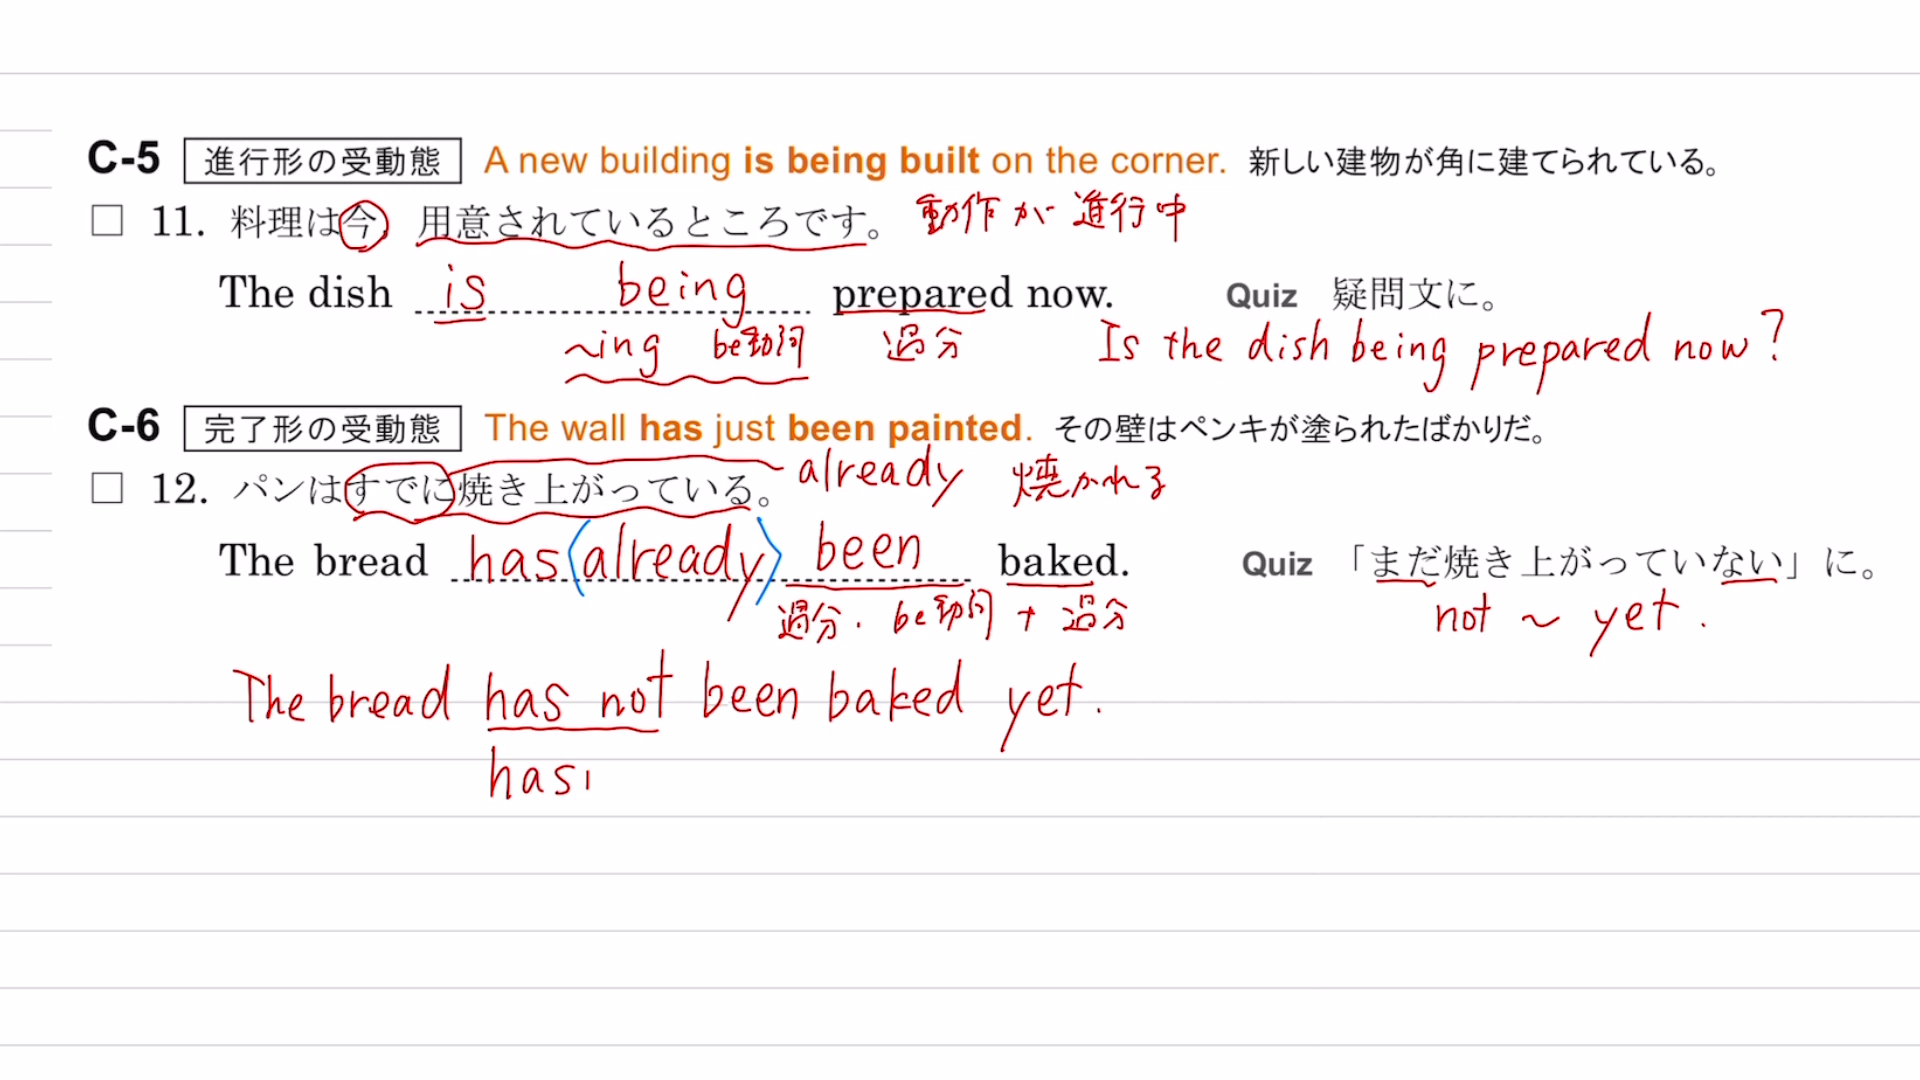 C-5 進行形の受動態 A new building is being built on the corner. 新しい建物が角に建てられている。
□ 11. 料理は今，用意されているところです。 動作が進行中
The dish is being prepared now. Quiz 疑問文に。
~ing be動詞 過分 Is the dish being prepared now?
C-6 完了形の受動態 The wall has just been painted. その壁はペンキが塗られたばかりだ。
□ 12. パンはすでに焼き上がっている。 already 焼かれる
The bread has (already) been baked. Quiz 「まだ焼き上がっていない」に。
過分. be動詞 + 過分 not ~ yet.
The bread has not been baked yet.
has